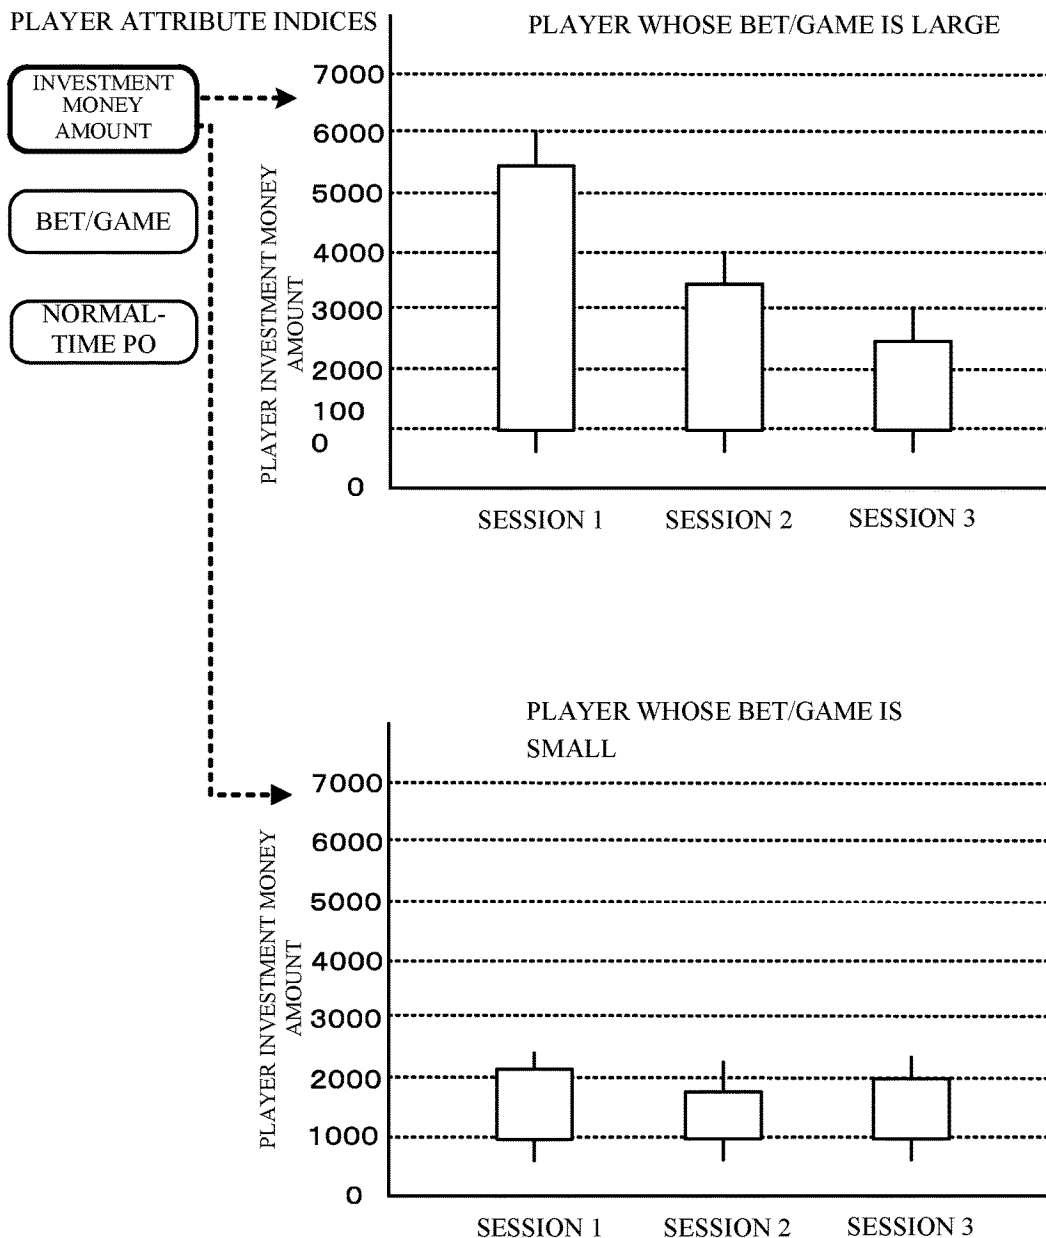 PLAYER ATTRIBUTE INDICES
INVESTMENT
MONEY
AMOUNT
BET/GAME
NORMAL-
TIME PO
PLAYER WHOSE BET/GAME IS LARGE
PLAYER INVESTMENT MONEY
AMOUNT
7000
6000
5000
4000
3000
2000
100
0
0
SESSION 1 SESSION 2 SESSION 3
PLAYER WHOSE BET/GAME IS
SMALL
PLAYER INVESTMENT MONEY
AMOUNT
7000
6000
5000
4000
3000
2000
1000
0
SESSION 1 SESSION 2 SESSION 3